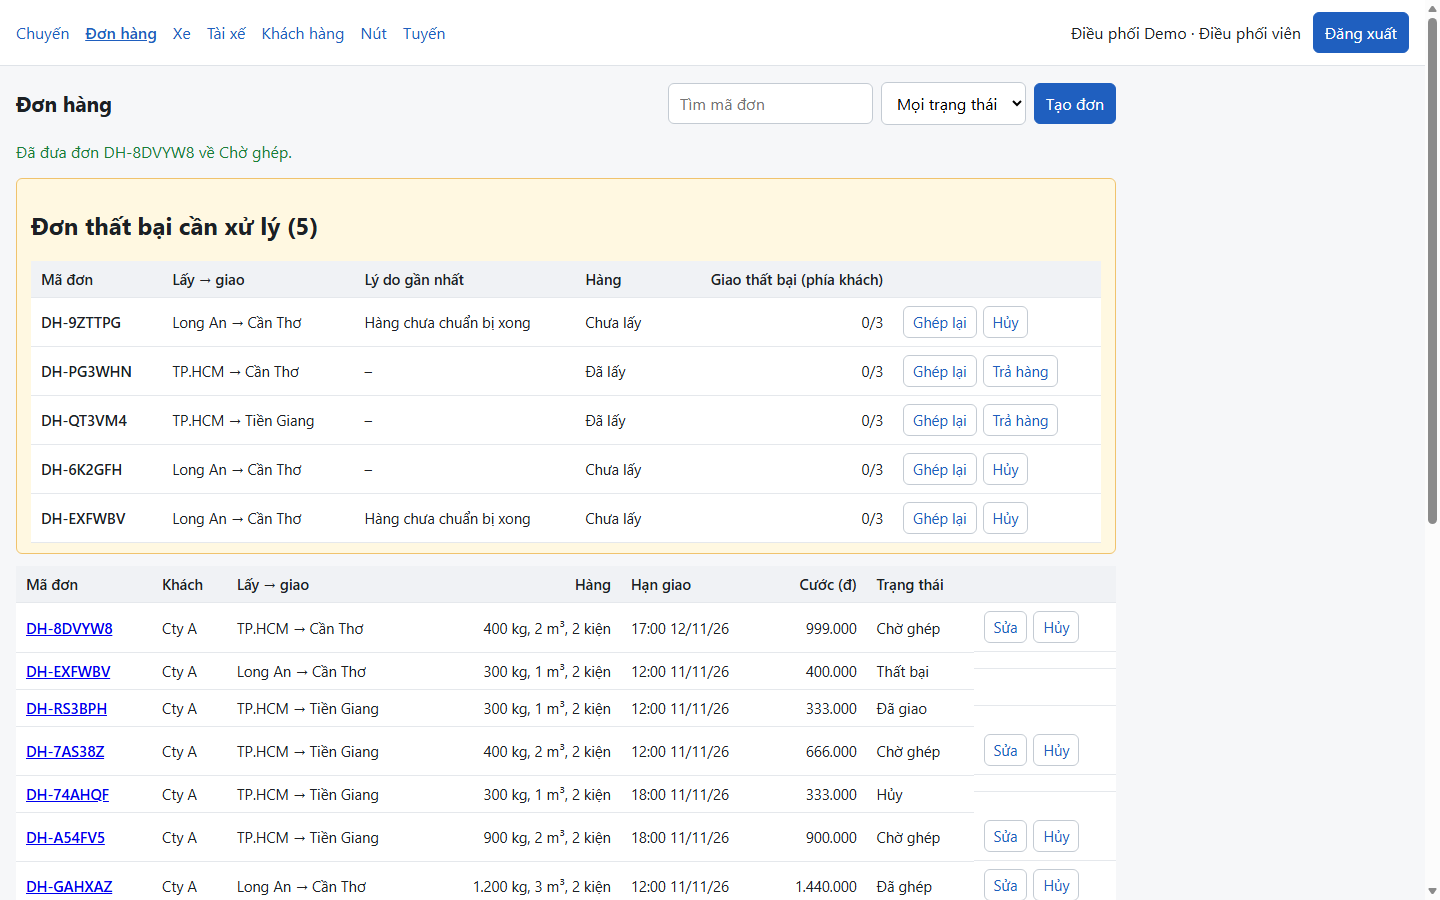 Chuyến Đơn hàng Xe Tài xế Khách hàng Nút Tuyến Điều phối Demo · Điều phối viên Đăng xuất
Đơn hàng Tìm mã đơn Mọi trạng thái Tạo đơn
Đã đưa đơn DH-8DVYW8 về Chờ ghép.
Đơn thất bại cần xử lý (5)
Mã đơn Lấy → giao Lý do gần nhất Hàng Giao thất bại (phía khách)
DH-9ZTTPG Long An → Cần Thơ Hàng chưa chuẩn bị xong Chưa lấy 0/3 Ghép lại Hủy
DH-PG3WHN TP.HCM → Cần Thơ – Đã lấy 0/3 Ghép lại Trả hàng
DH-QT3VM4 TP.HCM → Tiền Giang – Đã lấy 0/3 Ghép lại Trả hàng
DH-6K2GFH Long An → Cần Thơ – Chưa lấy 0/3 Ghép lại Hủy
DH-EXFWBV Long An → Cần Thơ Hàng chưa chuẩn bị xong Chưa lấy 0/3 Ghép lại Hủy
Mã đơn Khách Lấy → giao Hàng Hạn giao Cước (đ) Trạng thái
DH-8DVYW8 Cty A TP.HCM → Cần Thơ 400 kg, 2 m³, 2 kiện 17:00 12/11/26 999.000 Chờ ghép Sửa Hủy
DH-EXFWBV Cty A Long An → Cần Thơ 300 kg, 1 m³, 2 kiện 12:00 11/11/26 400.000 Thất bại
DH-RS3BPH Cty A TP.HCM → Tiền Giang 300 kg, 1 m³, 2 kiện 12:00 11/11/26 333.000 Đã giao
DH-7AS38Z Cty A TP.HCM → Tiền Giang 400 kg, 2 m³, 2 kiện 12:00 11/11/26 666.000 Chờ ghép Sửa Hủy
DH-74AHQF Cty A TP.HCM → Tiền Giang 300 kg, 1 m³, 2 kiện 18:00 11/11/26 333.000 Hủy
DH-A54FV5 Cty A TP.HCM → Tiền Giang 900 kg, 2 m³, 2 kiện 18:00 11/11/26 900.000 Chờ ghép Sửa Hủy
DH-GAHXAZ Cty A Long An → Cần Thơ 1.200 kg, 3 m³, 2 kiện 12:00 11/11/26 1.440.000 Đã ghép Sửa Hủy